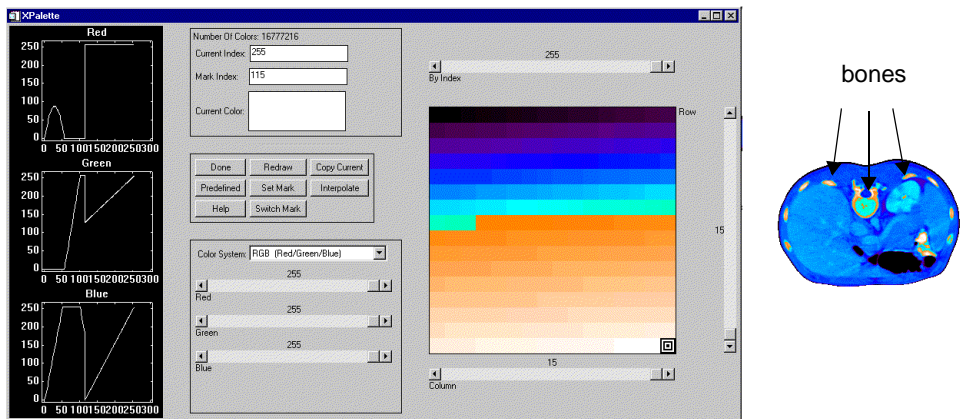 XPalette
Red
250
200
150
100
50
0
0 50 100150200250300
Green
250
200
150
100
50
0
0 50 100150200250300
Blue
250
200
150
100
50
0
0 50 100150200250300
Number Of Colors: 16777216
Current Index: 255
Mark Index: 115
Current Color:
Done Redraw Copy Current
Predefined Set Mark Interpolate
Help Switch Mark
Color System: RGB (Red/Green/Blue)
255
Red
255
Green
255
Blue
255
By Index
Row
15
15
Column
bones